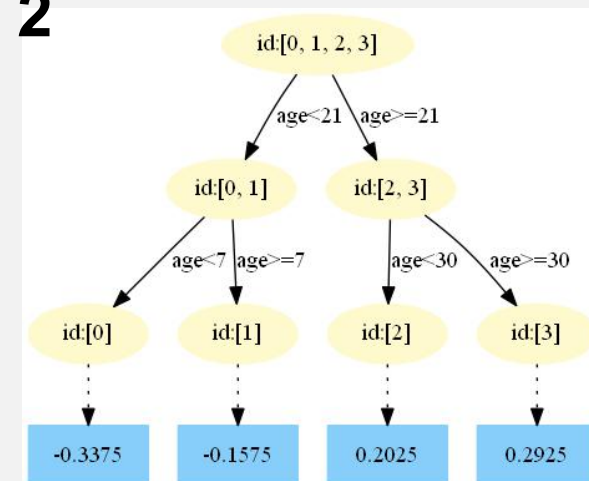 2
id:[0, 1, 2, 3]
age<21 age>=21
id:[0, 1] id:[2, 3]
age<7 age>=7 age<30 age>=30
id:[0] id:[1] id:[2] id:[3]
-0.3375 -0.1575 0.2025 0.2925